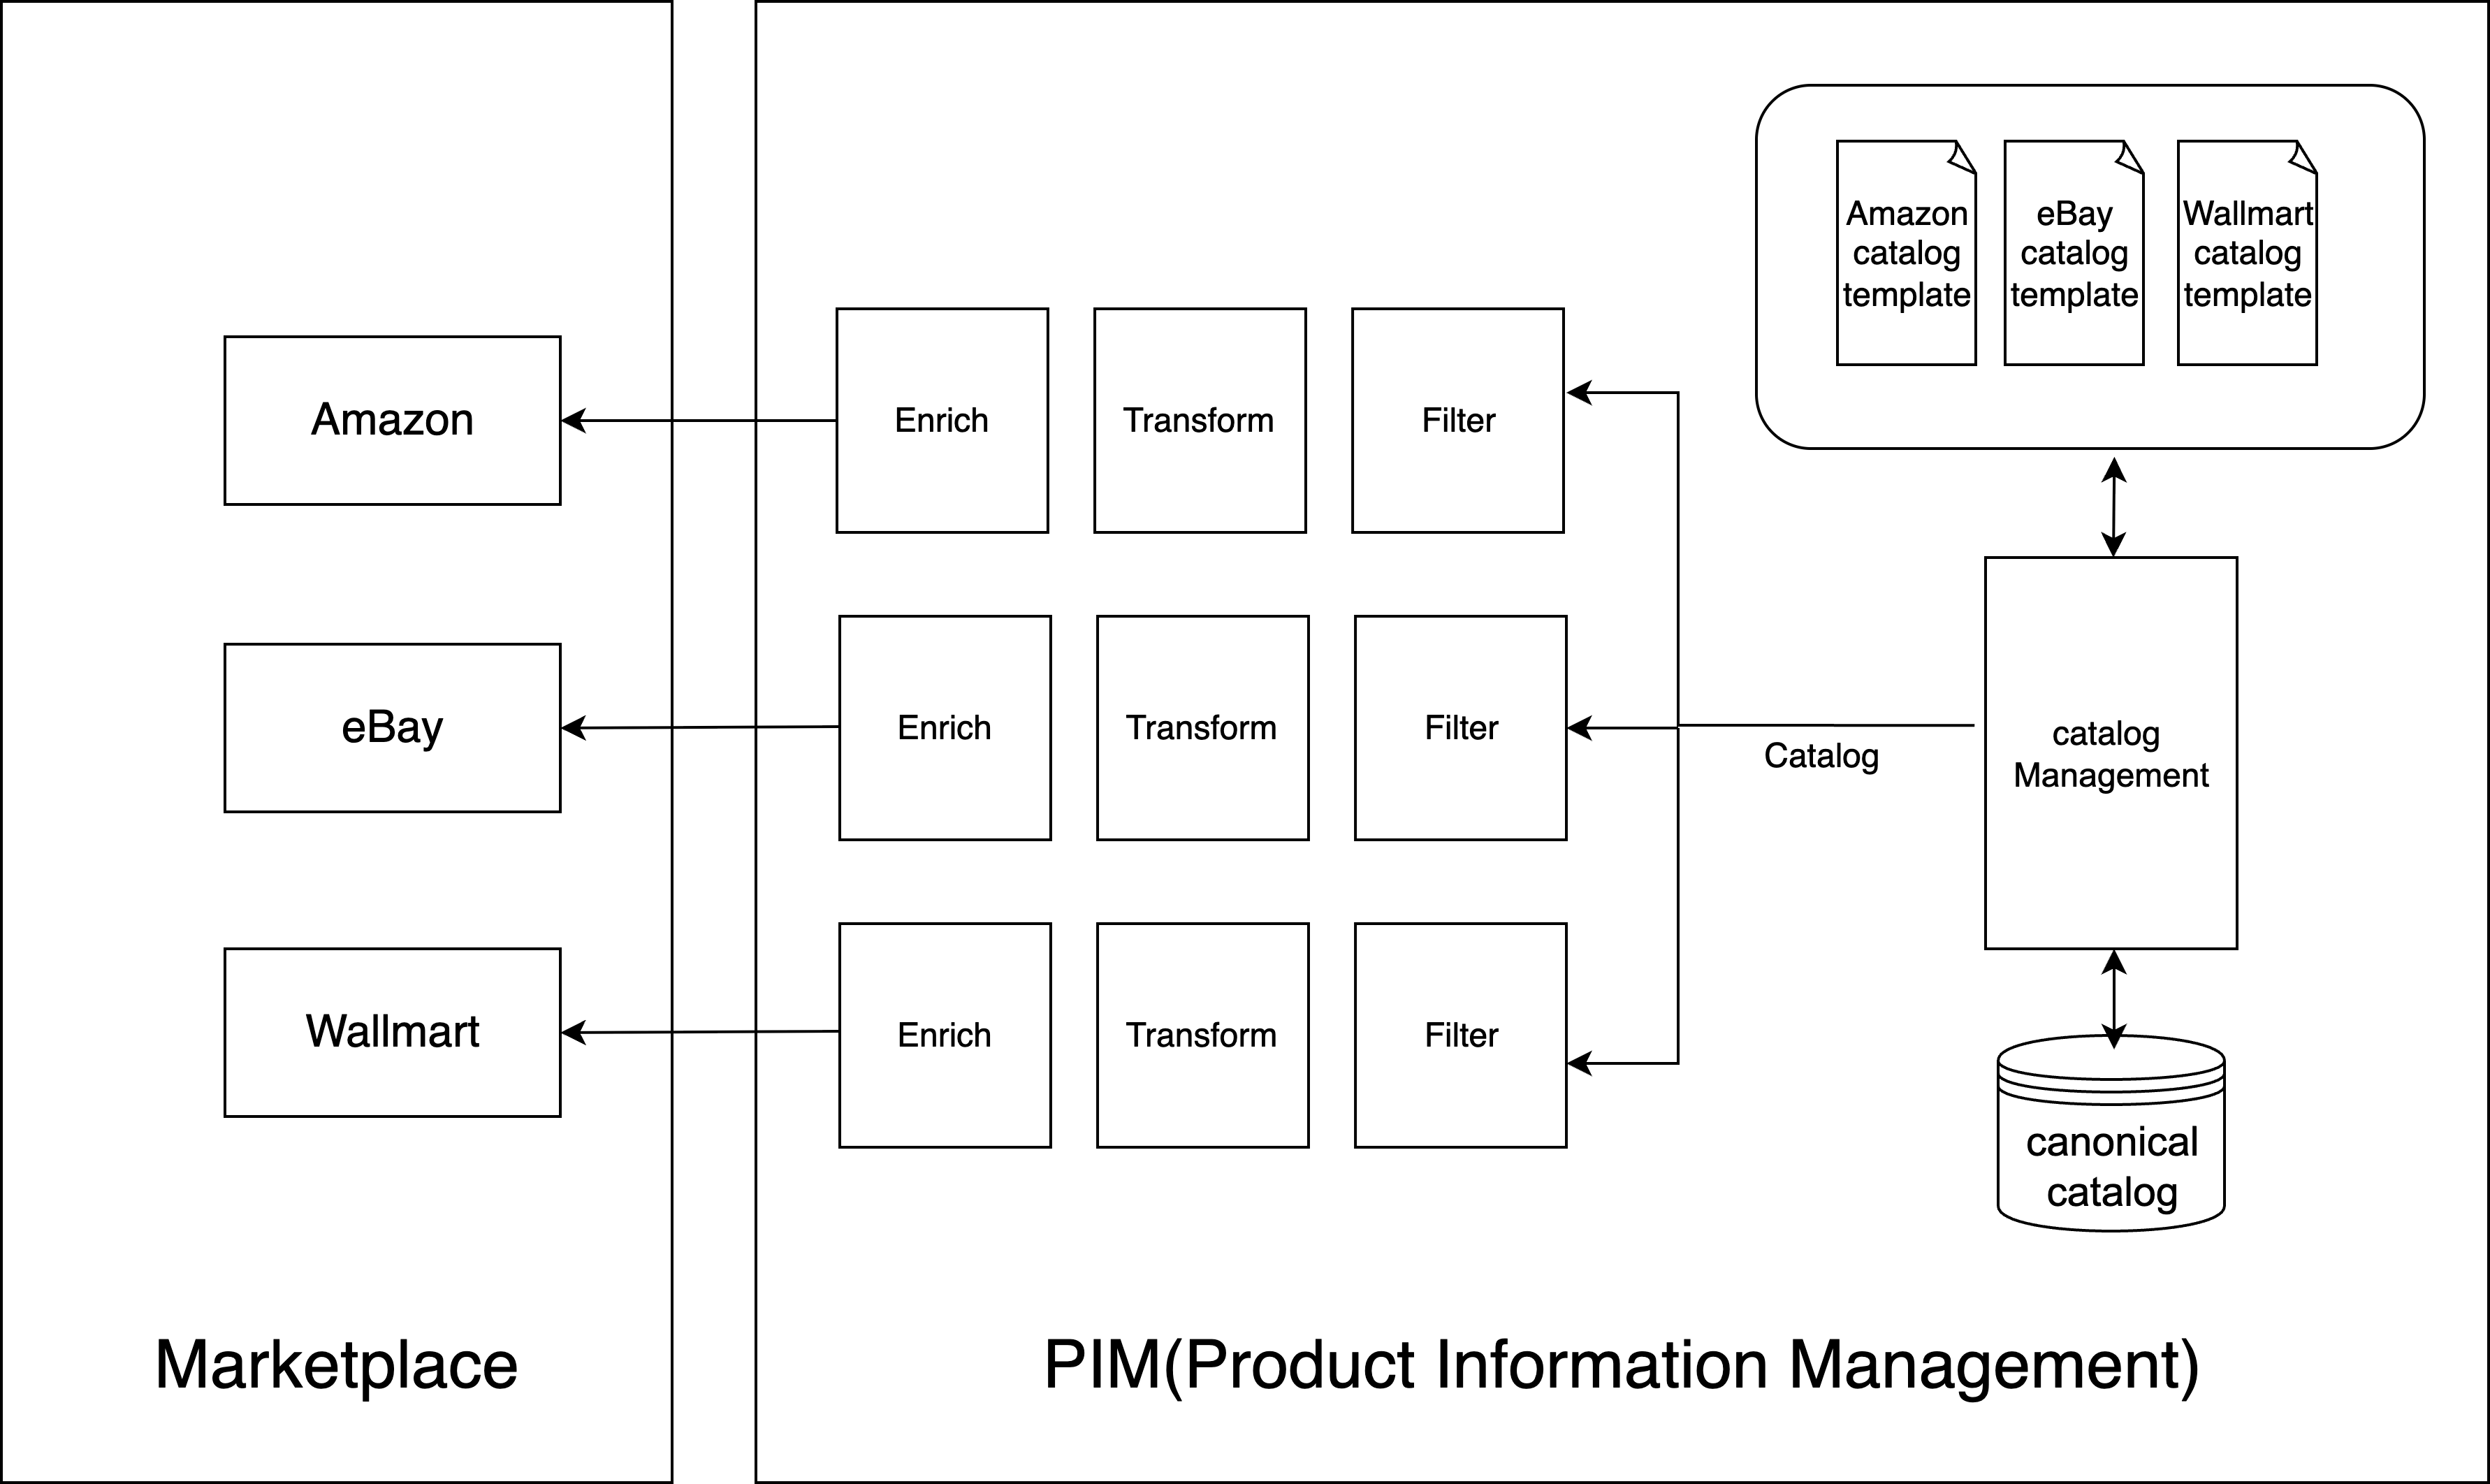 Amazon
catalog
template
eBay
catalog
template
Wallmart
catalog
template
Amazon
Enrich
Transform
Filter
eBay
Enrich
Transform
Filter
Catalog
catalog
Management
Wallmart
Enrich
Transform
Filter
canonical
catalog
Marketplace
PIM(Product Information Management)